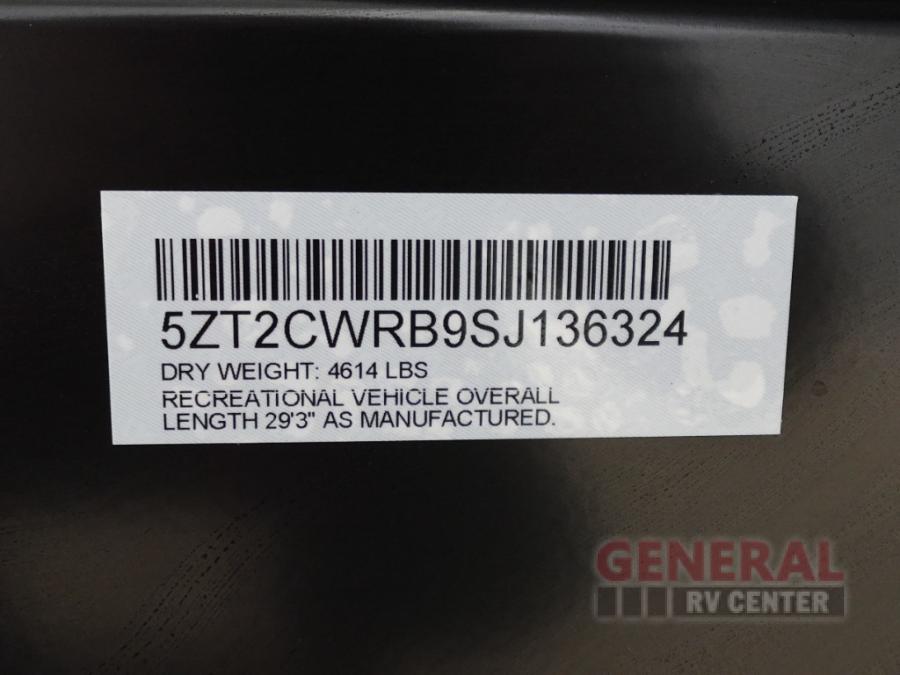 5ZT2CWRB9SJ136324
DRY WEIGHT: 4614 LBS
RECREATIONAL VEHICLE OVERALL
LENGTH 29'3" AS MANUFACTURED.
GENERAL
RV CENTER